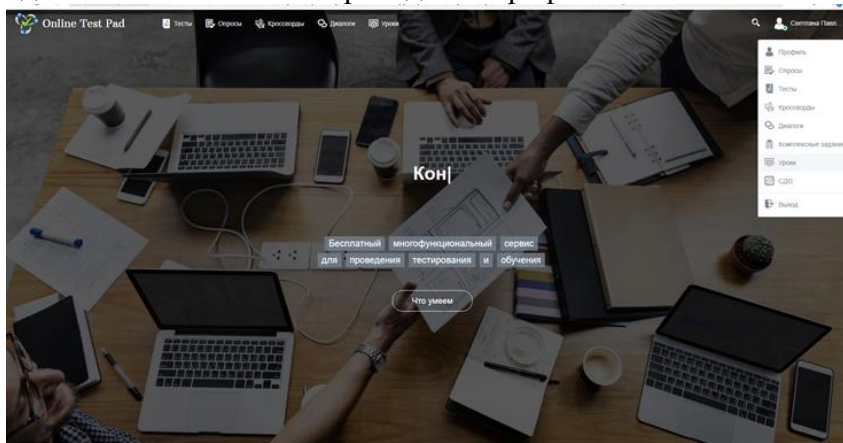 Online Test Pad
Тесты
Опросы
Кроссворды
Диалоги
Уроки
Светлана Павл...
Профиль
Опросы
Тесты
Кроссворды
Диалоги
Комплексные задания
Уроки
СДО
Выход
Кон
Бесплатный многофункциональный сервис
для проведения тестирования и обучения
Что умеем